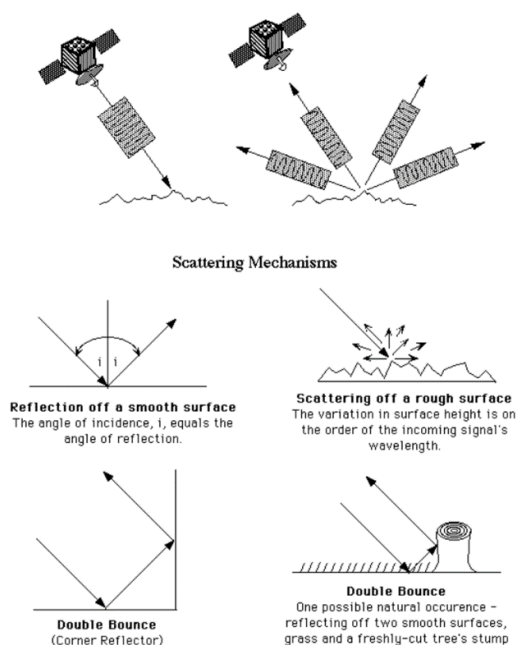 Scattering Mechanisms
i i
Reflection off a smooth surface
The angle of incidence, i, equals the
angle of reflection.
Scattering off a rough surface
The variation in surface height is on
the order of the incoming signal's
wavelength.
Double Bounce
(Corner Reflector)
Double Bounce
One possible natural occurence -
reflecting off two smooth surfaces,
grass and a freshly-cut tree's stump